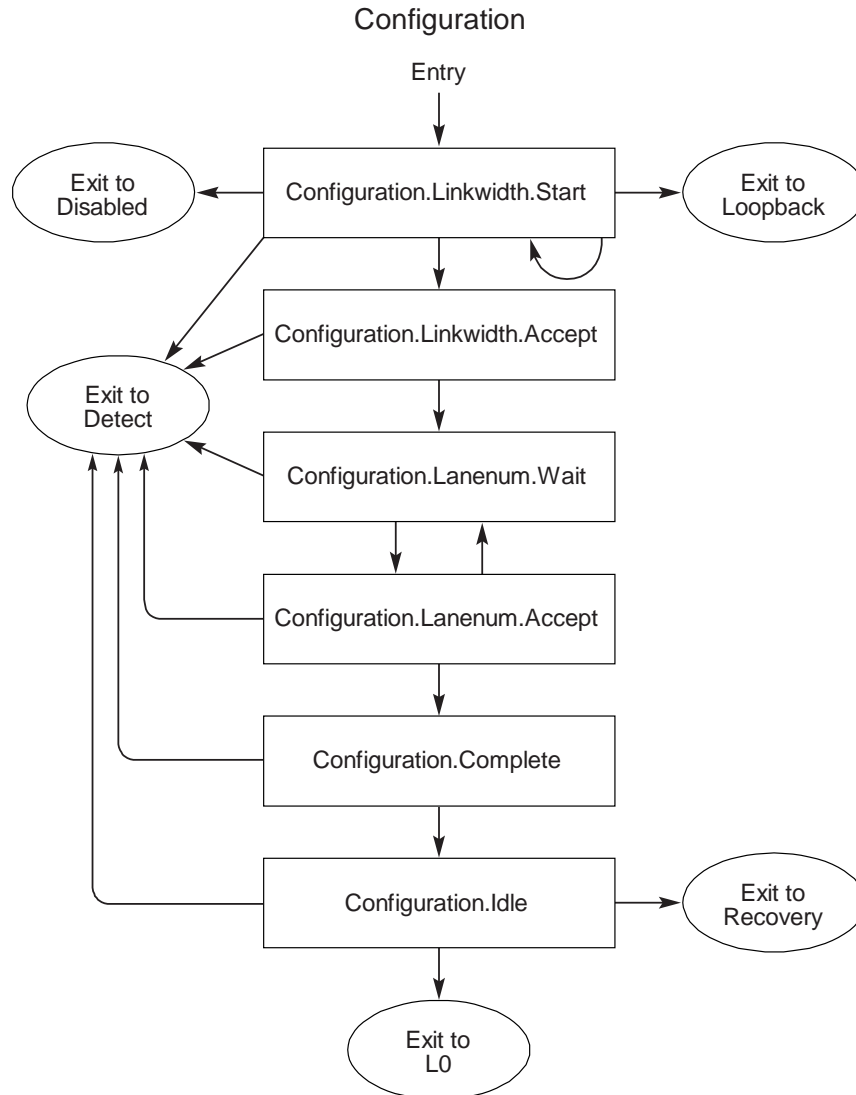 Configuration
Entry
Exit to
Disabled
Configuration.Linkwidth.Start
Exit to
Loopback
Configuration.Linkwidth.Accept
Exit to
Detect
Configuration.Lanenum.Wait
Configuration.Lanenum.Accept
Configuration.Complete
Configuration.Idle
Exit to
Recovery
Exit to
L0